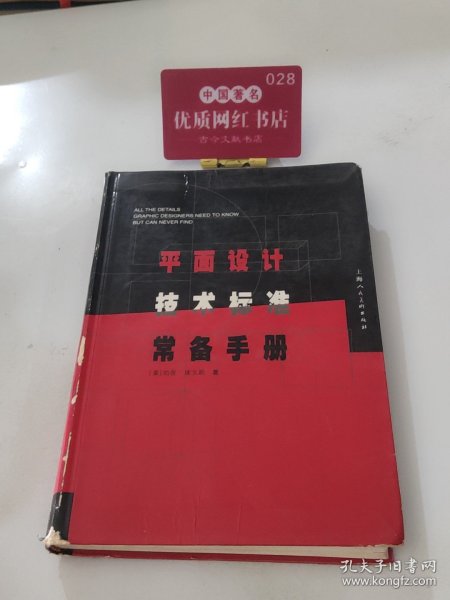 028
中国著名
优质网红书店
古今文献书店
ALL THE DETAILS
GRAPHIC DESIGNERS NEED TO KNOW
BUT CAN NEVER FIND
平面设计
技术标准
常备手册
上海人民美术出版社
著
孔夫子旧书网
www.kongfz.com